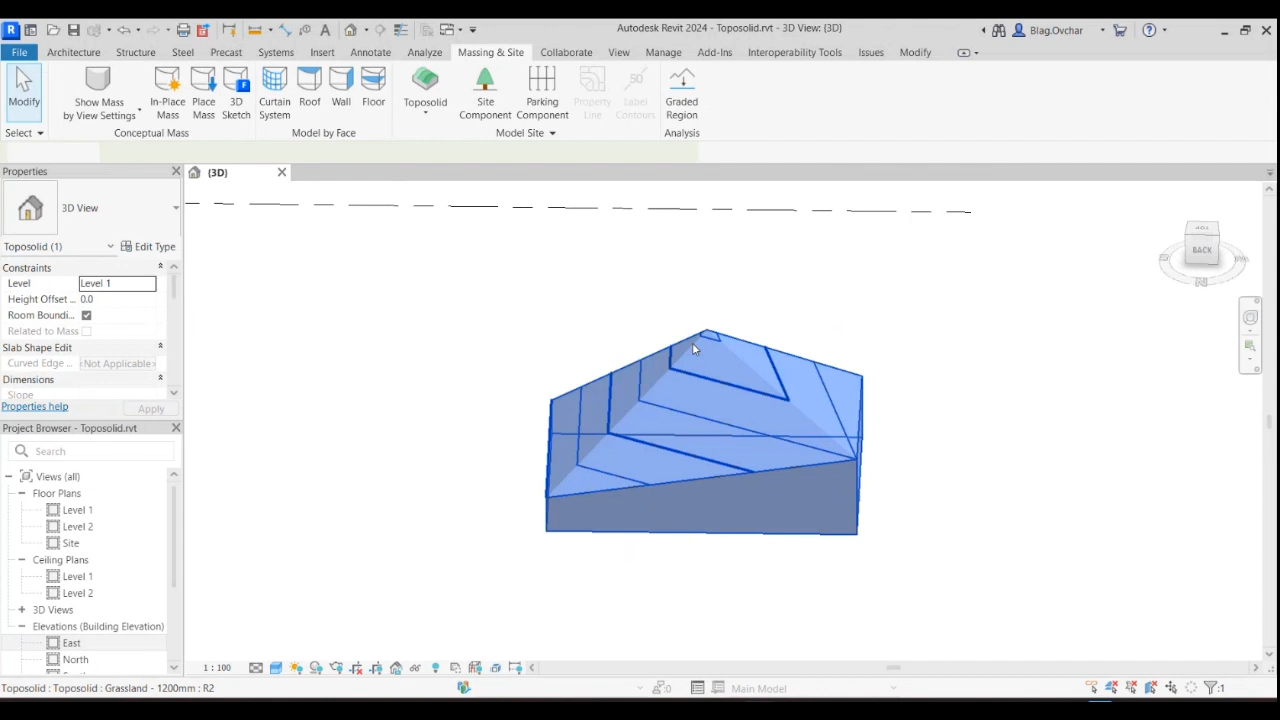 Autodesk Revit 2024 - Toposolid.rvt - 3D View: {3D}
Blag.Ovchar
File Architecture Structure Steel Precast Systems Insert Annotate Analyze Massing & Site Collaborate View Manage Add-Ins Interoperability Tools Issues Modify
Modify
Show Mass
by View Settings
In-Place
Mass
Place
Mass
3D
Sketch
Curtain
System
Roof
Wall
Floor
Toposolid
Site
Component
Parking
Component
Property
Line
Label
Contours
Graded
Region
Select Conceptual Mass Model by Face Model Site Analysis
Properties
(3D)
3D View
Toposolid (1)
Edit Type
Constraints
Level Level 1
Height Offset ... 0.0
Room Boundi...
Related to Mass
Slab Shape Edit
Curved Edge ... <Not Applicable>
Dimensions
Slope
Properties help
Apply
Project Browser - Toposolid.rvt
Search
Views (all)
Floor Plans
Level 1
Level 2
Site
Ceiling Plans
Level 1
Level 2
3D Views
Elevations (Building Elevation)
East
North
TOP
BACK
1 : 100
Toposolid : Toposolid : Grassland - 1200mm : R2
:0
Main Model
:1